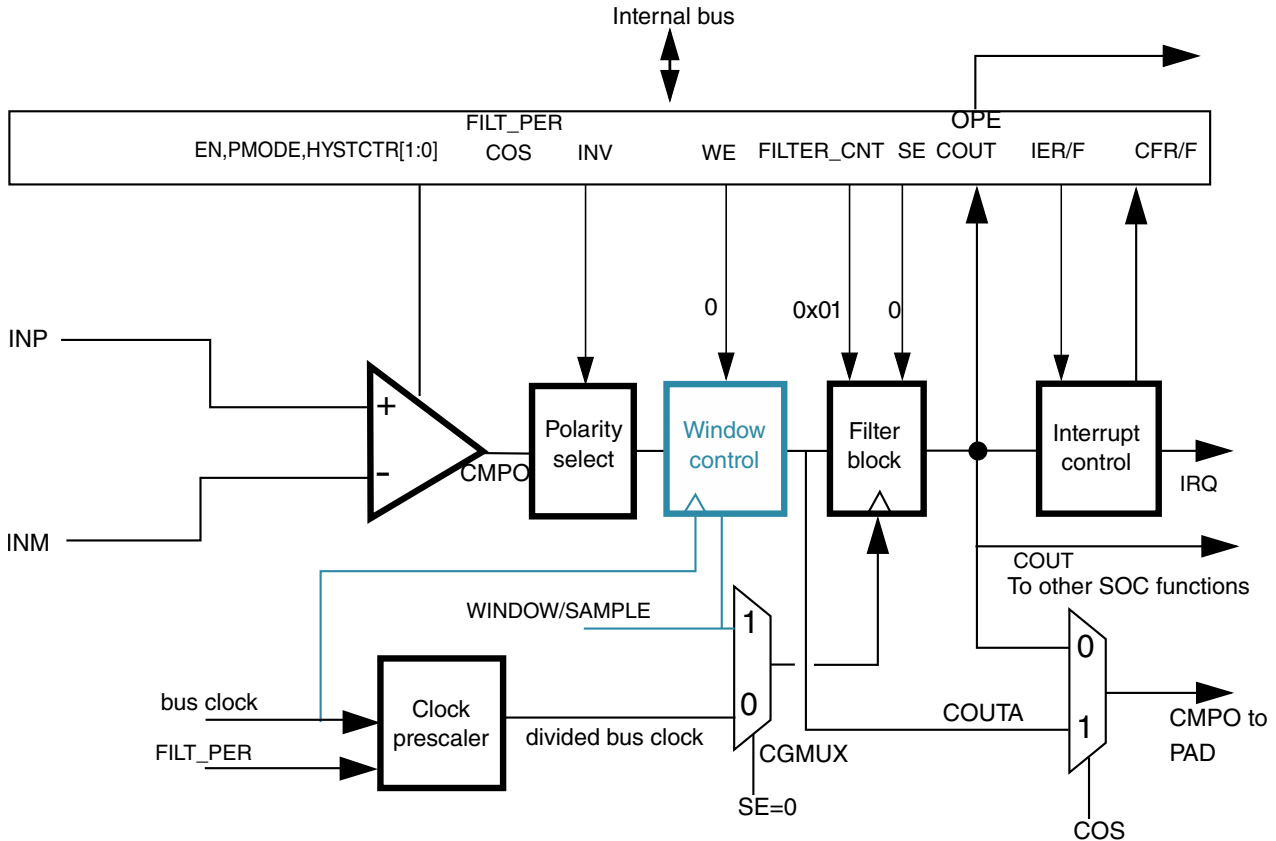 Internal bus
FILT_PER
OPE
EN,PMODE,HYSTCTR[1:0]
COS
INV
WE
FILTER_CNT
SE
COUT
IER/F
CFR/F
0
0x01
0
INP
+
-
INM
CMPO
Polarity
select
Window
control
Filter
block
Interrupt
control
IRQ
COUT
To other SOC functions
WINDOW/SAMPLE
1
0
0
1
bus clock
FILT_PER
Clock
prescaler
divided bus clock
CGMUX
SE=0
COUTA
CMPO to
PAD
COS